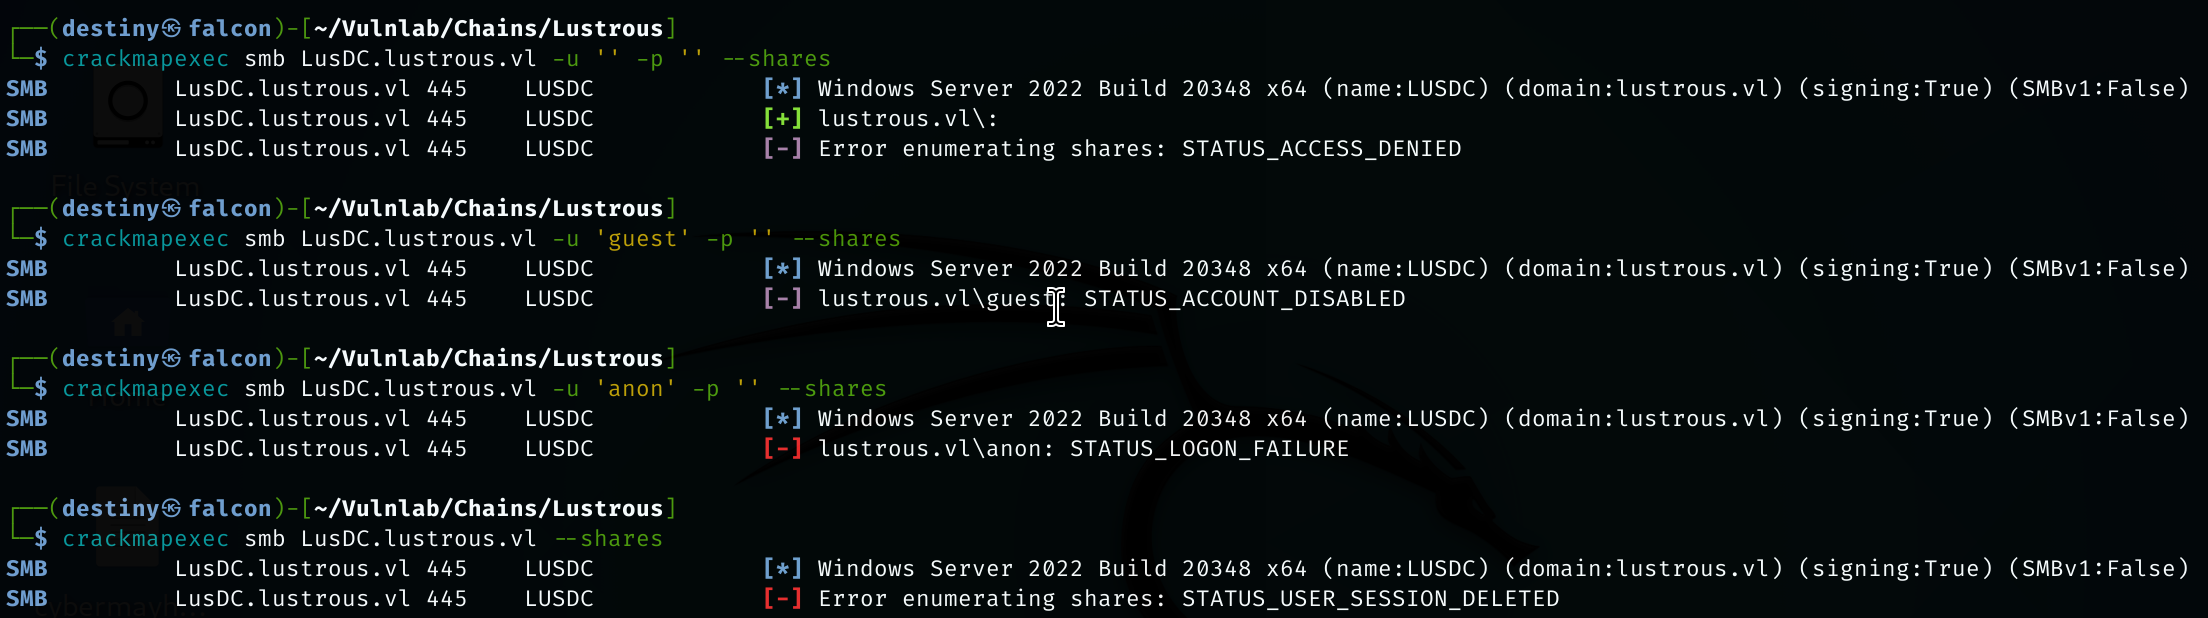 ┌──(destiny㉿falcon)-[~/Vulnlab/Chains/Lustrous]
└─$ crackmapexec smb LusDC.lustrous.vl -u '' -p '' --shares
SMB         LusDC.lustrous.vl 445    LUSDC            [*] Windows Server 2022 Build 20348 x64 (name:LUSDC) (domain:lustrous.vl) (signing:True) (SMBv1:False)
SMB         LusDC.lustrous.vl 445    LUSDC            [+] lustrous.vl\:
SMB         LusDC.lustrous.vl 445    LUSDC            [-] Error enumerating shares: STATUS_ACCESS_DENIED
File System
┌──(destiny㉿falcon)-[~/Vulnlab/Chains/Lustrous]
└─$ crackmapexec smb LusDC.lustrous.vl -u 'guest' -p '' --shares
SMB         LusDC.lustrous.vl 445    LUSDC            [*] Windows Server 2022 Build 20348 x64 (name:LUSDC) (domain:lustrous.vl) (signing:True) (SMBv1:False)
SMB         LusDC.lustrous.vl 445    LUSDC            [-] lustrous.vl\guest: STATUS_ACCOUNT_DISABLED
┌──(destiny㉿falcon)-[~/Vulnlab/Chains/Lustrous]
└─$ crackmapexec smb LusDC.lustrous.vl -u 'anon' -p '' --shares
SMB         LusDC.lustrous.vl 445    LUSDC            [*] Windows Server 2022 Build 20348 x64 (name:LUSDC) (domain:lustrous.vl) (signing:True) (SMBv1:False)
SMB         LusDC.lustrous.vl 445    LUSDC            [-] lustrous.vl\anon: STATUS_LOGON_FAILURE
┌──(destiny㉿falcon)-[~/Vulnlab/Chains/Lustrous]
└─$ crackmapexec smb LusDC.lustrous.vl --shares
SMB         LusDC.lustrous.vl 445    LUSDC            [*] Windows Server 2022 Build 20348 x64 (name:LUSDC) (domain:lustrous.vl) (signing:True) (SMBv1:False)
SMB         LusDC.lustrous.vl 445    LUSDC            [-] Error enumerating shares: STATUS_USER_SESSION_DELETED